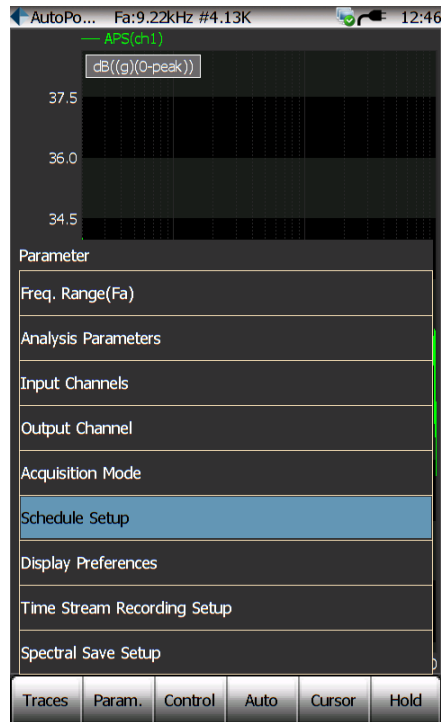 AutoPo... Fa:9.22kHz #4.13K 12:46
APS(ch1)
dB((g)(0-peak))
37.5
36.0
34.5
Parameter
Freq. Range(Fa)
Analysis Parameters
Input Channels
Output Channel
Acquisition Mode
Schedule Setup
Display Preferences
Time Stream Recording Setup
Spectral Save Setup
Traces Param. Control Auto Cursor Hold